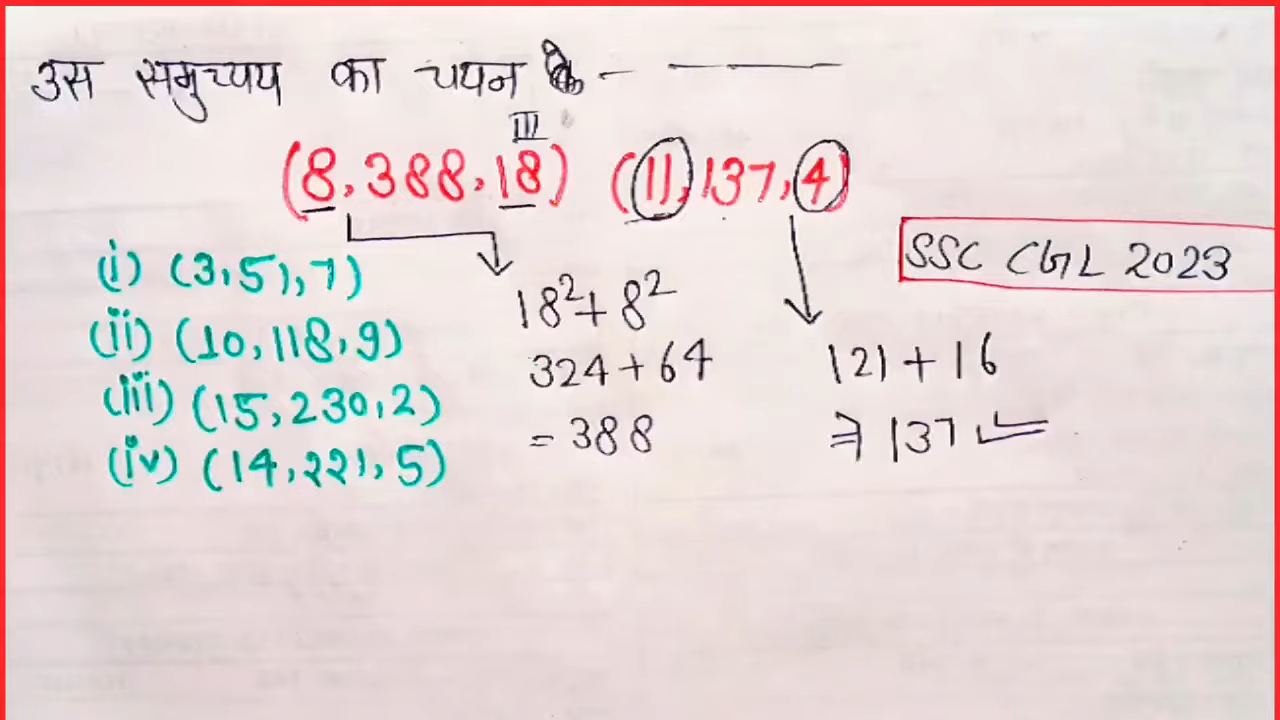 उस समुच्चय का चयन के - ———
III
(8,388,18) (11,137,4)
SSC CGL 2023
(i) (3,51,7)
(ii) (10,118,9)
(iii) (15,230,2)
(iv) (14,221,5)
18²+8²
324+64
=388
121+16
⇒137